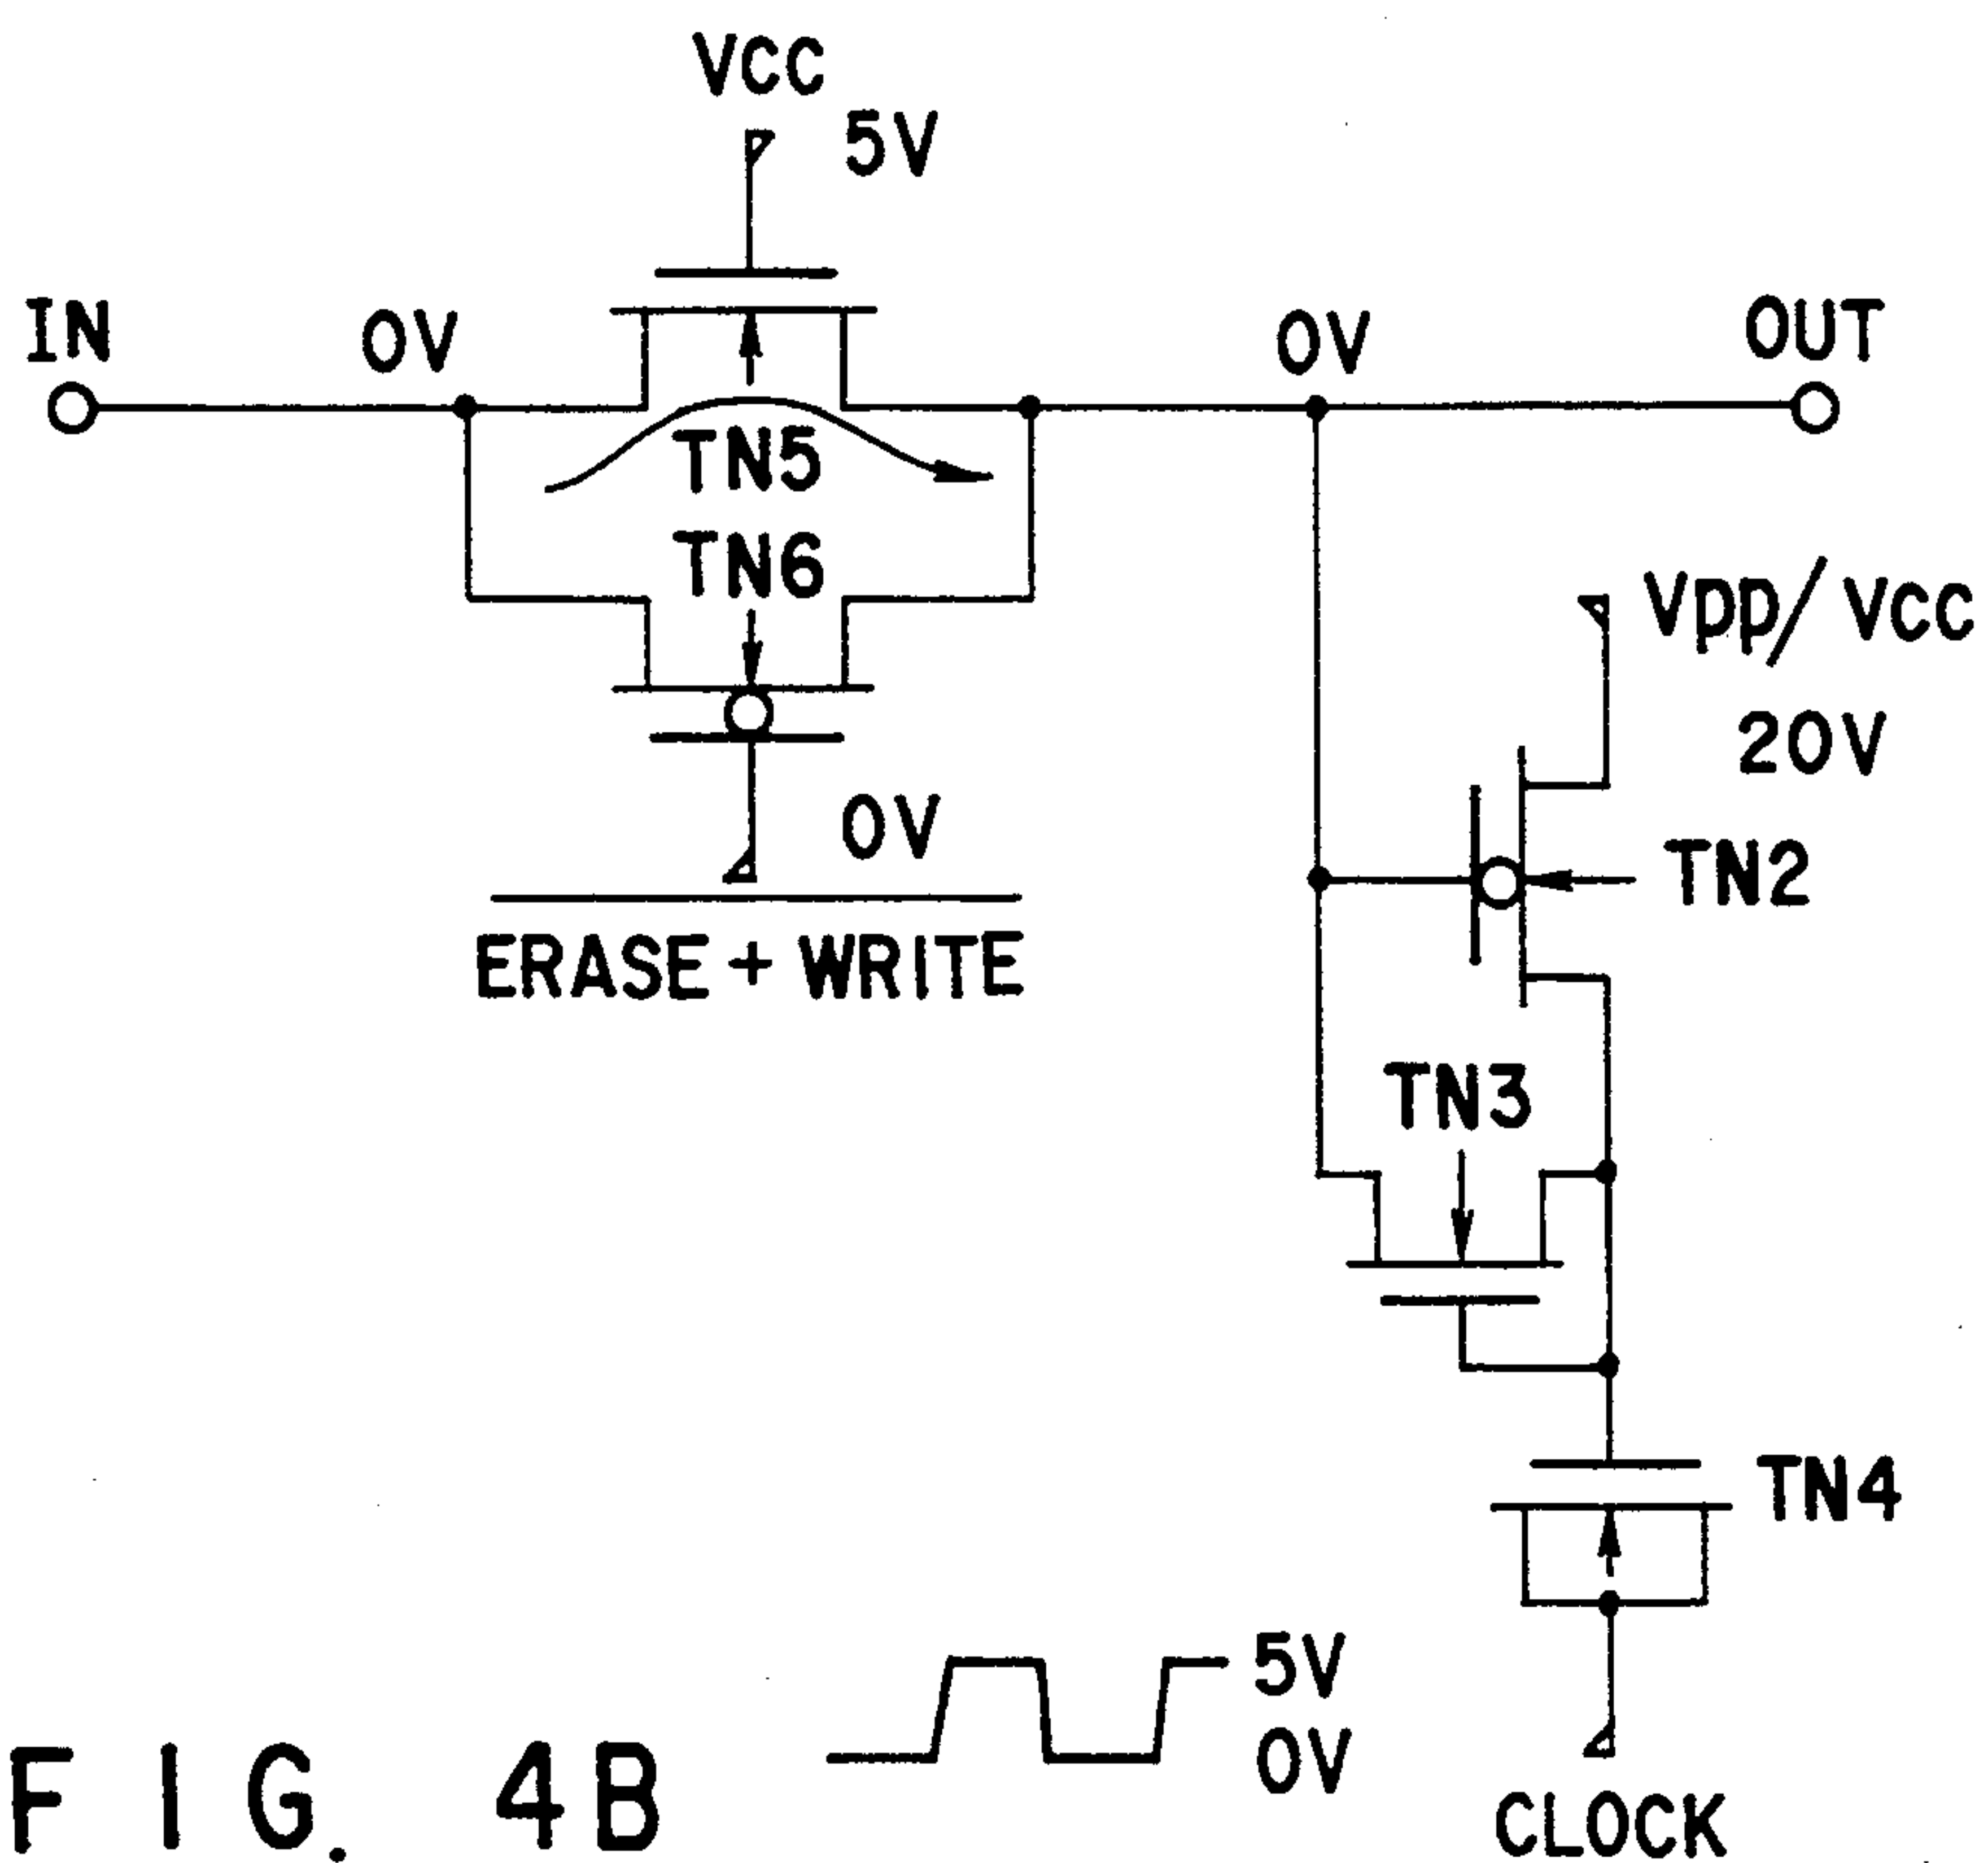 VCC
5V
IN
0V
0V
OUT
TN5
TN6
Vpp/VCC
20V
0V
TN2
ERASE + WRITE
TN3
TN4
5V
0V
CLOCK
FIG. 4B